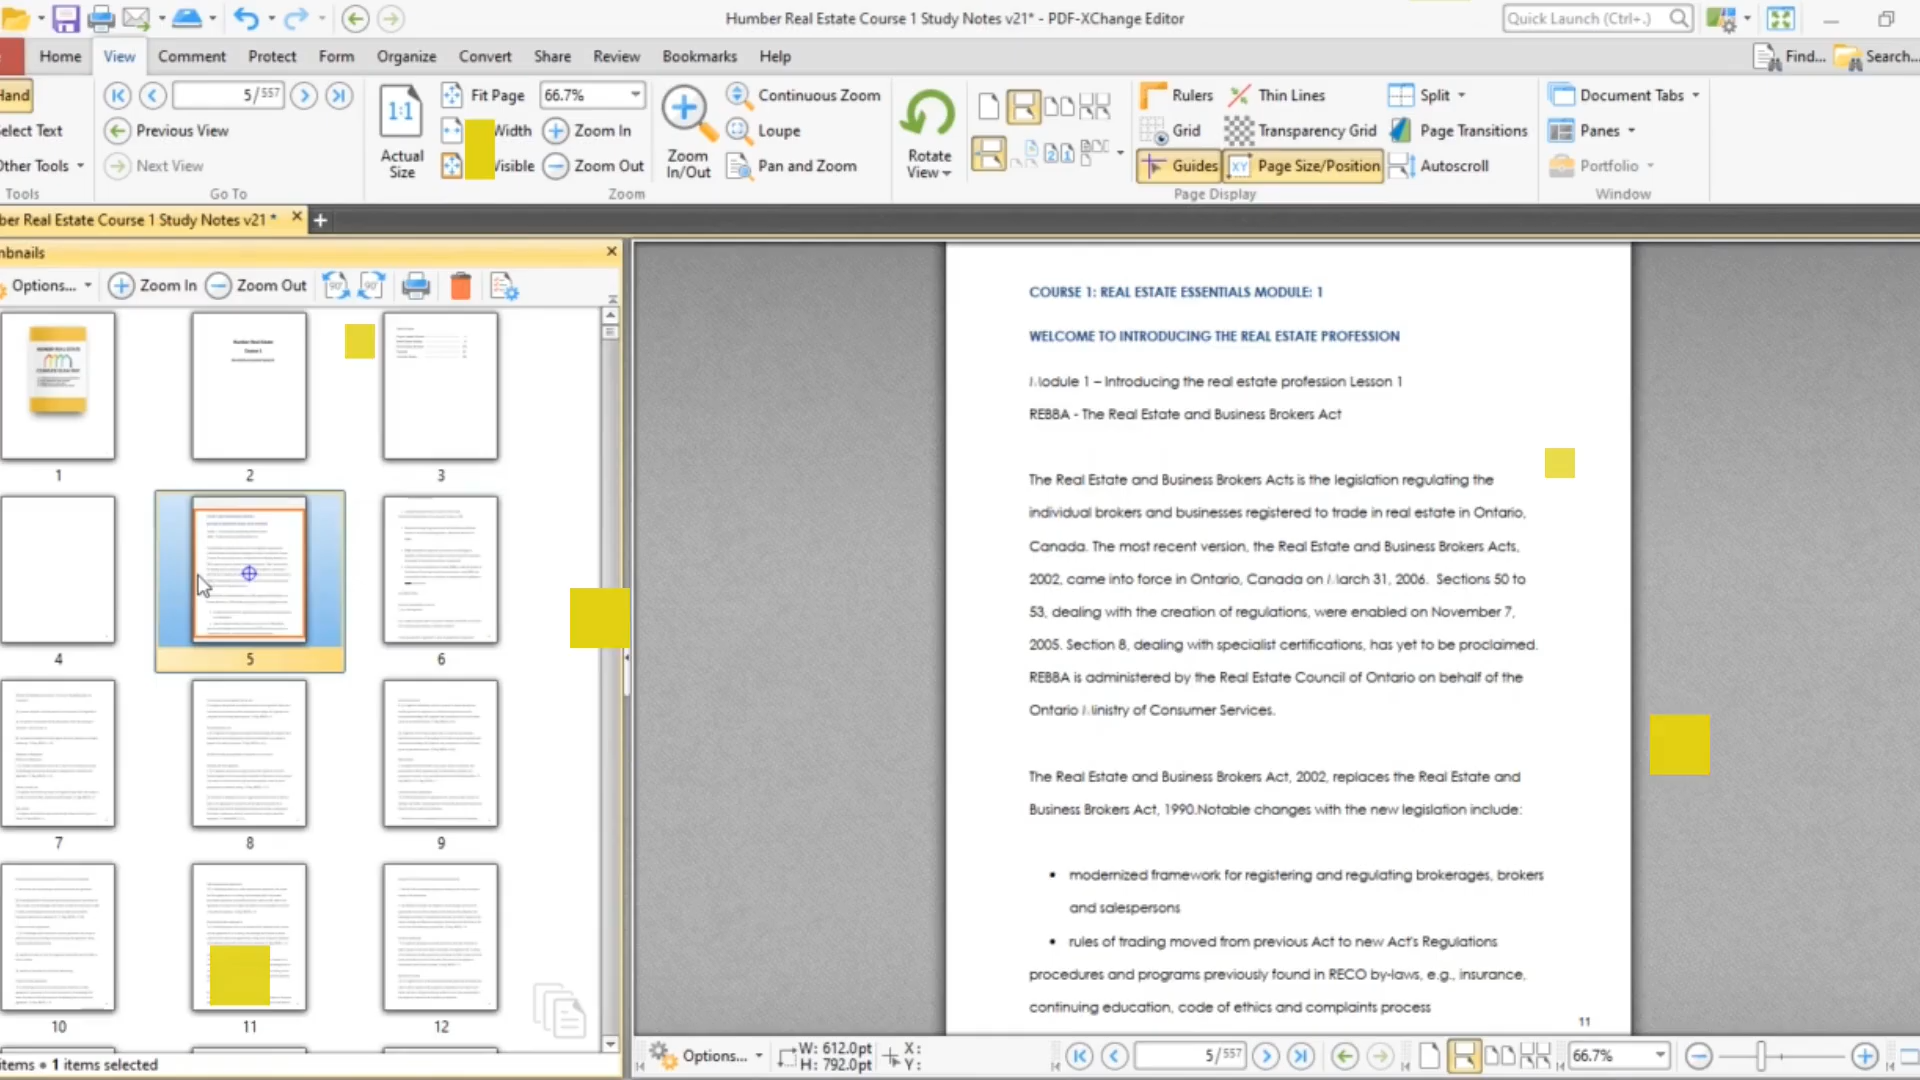 Humber Real Estate Course 1 Study Notes v21* - PDF-XChange Editor
Quick Launch (Ctrl+.)
Home View Comment Protect Form Organize Convert Share Review Bookmarks Help
Find... Search...
5/557
Fit Page 66.7% Continuous Zoom
Rulers Thin Lines Split Document Tabs
Previous View
Zoom In Loupe
Grid Transparency Grid Page Transitions Panes
Next View
Actual Size
Zoom Out
Zoom In/Out
Pan and Zoom
Rotate View
Guides Page Size/Position Autoscroll Portfolio
Tools Go To Zoom Page Display Window
Real Estate Course 1 Study Notes v21 *
Options... Zoom In Zoom Out
Humber Real Estate
Course 1
1 2 3
4 5 6
7 8 9
10 11 12
1 items selected
COURSE 1: REAL ESTATE ESSENTIALS MODULE: 1
WELCOME TO INTRODUCING THE REAL ESTATE PROFESSION
Module 1 – Introducing the real estate profession Lesson 1
REBBA - The Real Estate and Business Brokers Act
The Real Estate and Business Brokers Acts is the legislation regulating the
individual brokers and businesses registered to trade in real estate in Ontario,
Canada. The most recent version, the Real Estate and Business Brokers Acts,
2002, came into force in Ontario, Canada on March 31, 2006. Sections 50 to
53, dealing with the creation of regulations, were enabled on November 7,
2005. Section 8, dealing with specialist certifications, has yet to be proclaimed.
REBBA is administered by the Real Estate Council of Ontario on behalf of the
Ontario Ministry of Consumer Services.
The Real Estate and Business Brokers Act, 2002, replaces the Real Estate and
Business Brokers Act, 1990.Notable changes with the new legislation include:
• modernized framework for registering and regulating brokerages, brokers
and salespersons
• rules of trading moved from previous Act to new Act's Regulations
procedures and programs previously found in RECO by-laws, e.g., insurance,
continuing education, code of ethics and complaints process
11
Options... W: 612.0pt X:
H: 792.0pt Y:
5/557
66.7%